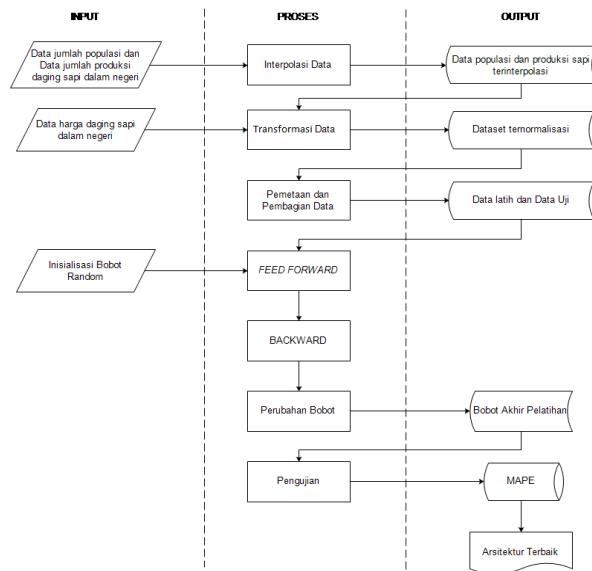 INPUT
PROSES
OUTPUT
Data jumlah populasi dan
Data jumlah produksi
daging sapi dalam negeri
Interpolasi Data
Data populasi dan produksi sapi
terinterpolasi
Data harga daging sapi
dalam negeri
Transformasi Data
Dataset ternormalisasi
Pemetaan dan
Pembagian Data
Data latih dan Data Uji
Inisialisasi Bobot
Random
FEED FORWARD
BACKWARD
Perubahan Bobot
Bobot Akhir Pelatihan
Pengujian
MAPE
Arsitektur Terbaik